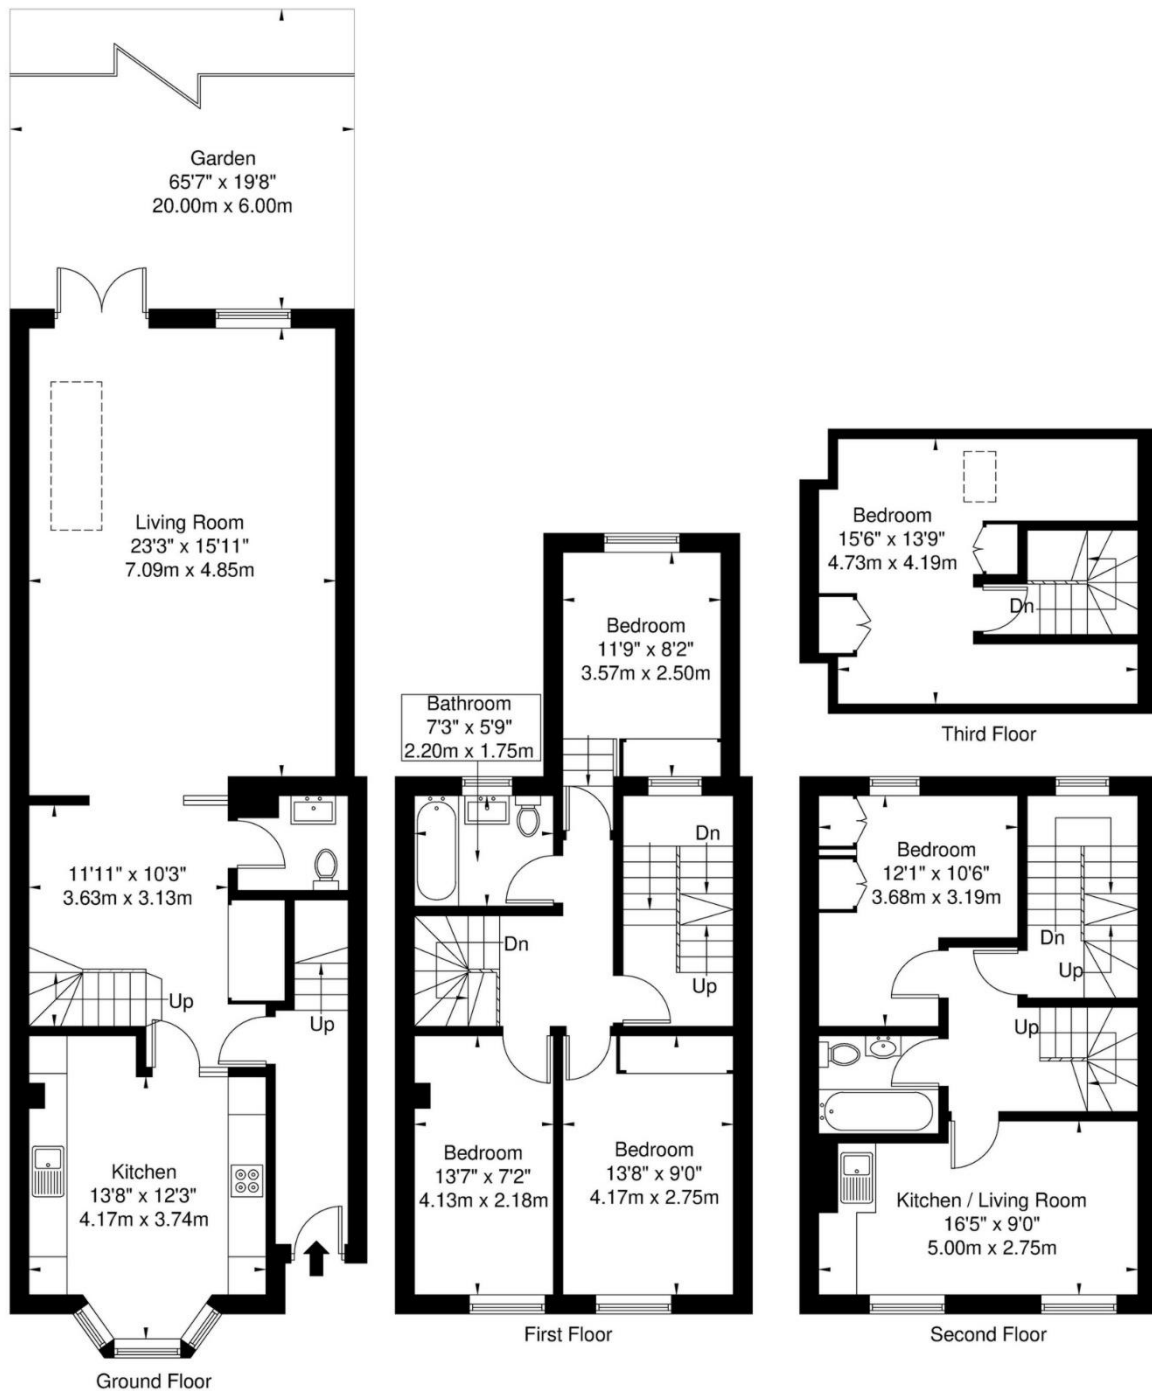 Garden
65'7" x 19'8"
20.00m x 6.00m
Living Room
23'3" x 15'11"
7.09m x 4.85m
11'11" x 10'3"
3.63m x 3.13m
Up
Up
Kitchen
13'8" x 12'3"
4.17m x 3.74m
Ground Floor
Bedroom
11'9" x 8'2"
3.57m x 2.50m
Bathroom
7'3" x 5'9"
2.20m x 1.75m
Dn
Dn
Up
Bedroom
13'7" x 7'2"
4.13m x 2.18m
Bedroom
13'8" x 9'0"
4.17m x 2.75m
First Floor
Bedroom
15'6" x 13'9"
4.73m x 4.19m
Dn
Third Floor
Bedroom
12'1" x 10'6"
3.68m x 3.19m
Dn
Up
Up
Kitchen / Living Room
16'5" x 9'0"
5.00m x 2.75m
Second Floor